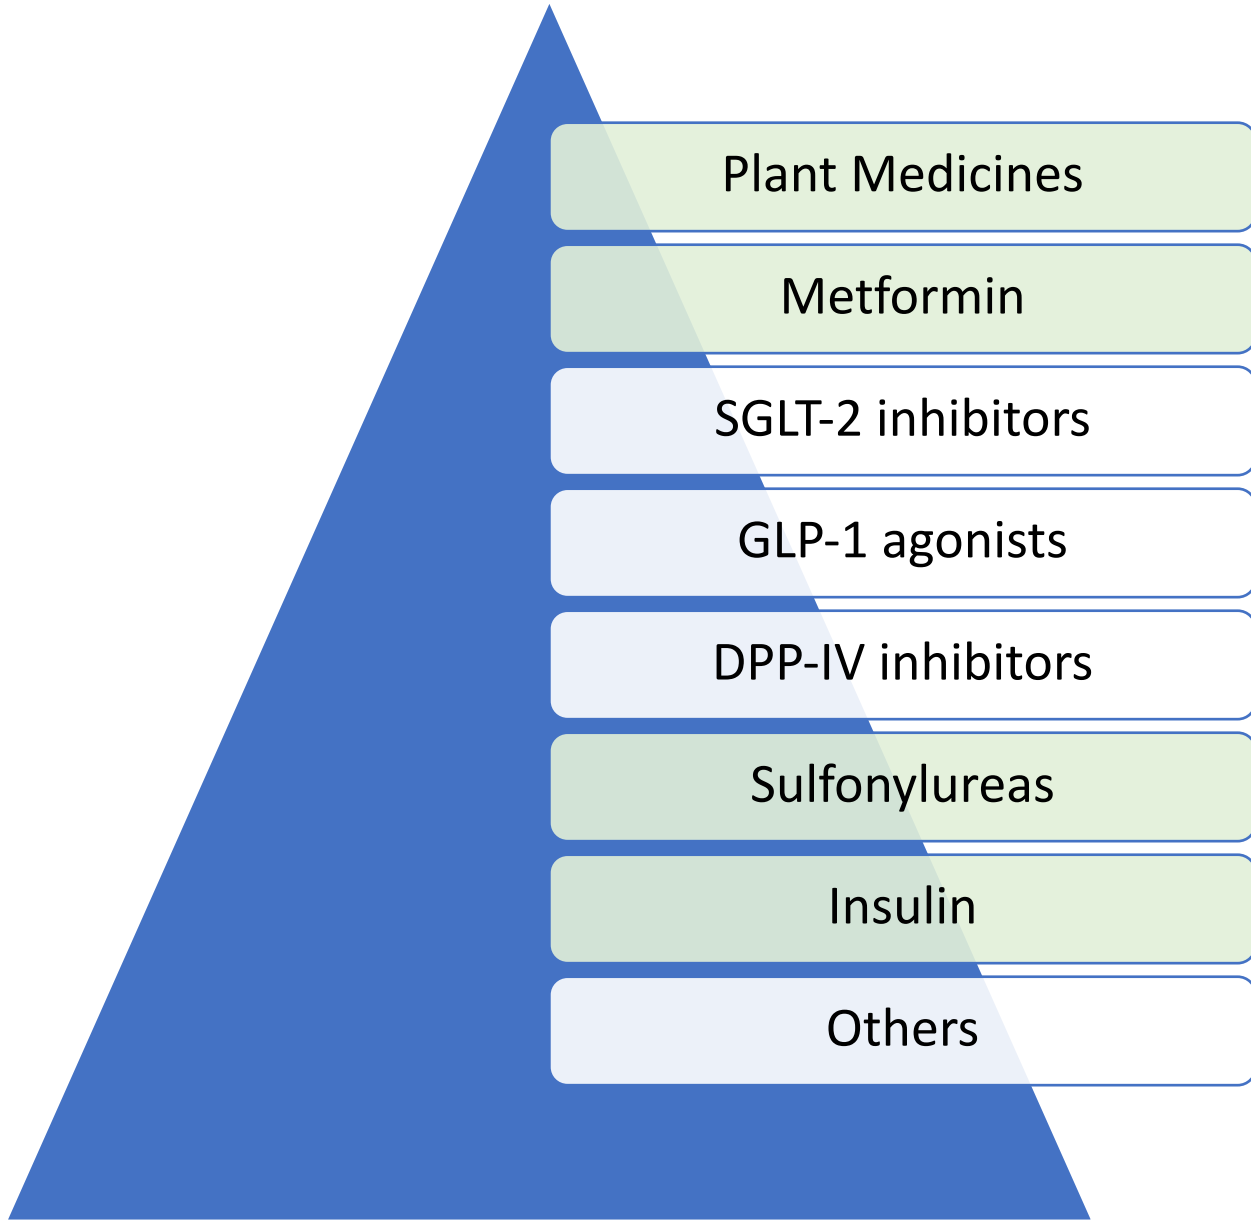 Plant Medicines
Metformin
SGLT-2 inhibitors
GLP-1 agonists
DPP-IV inhibitors
Sulfonylureas
Insulin
Others